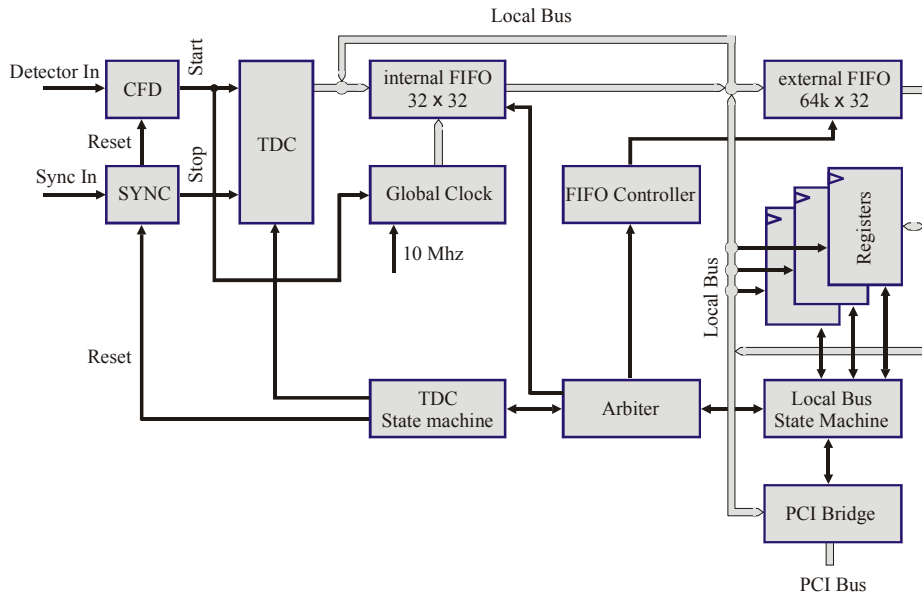 Local Bus
Detector In
CFD
Start
TDC
internal FIFO
32 x 32
external FIFO
64k x 32
Reset
Sync In
SYNC
Stop
Global Clock
FIFO Controller
Registers
10 Mhz
Local Bus
Reset
TDC
State machine
Arbiter
Local Bus
State Machine
PCI Bridge
PCI Bus